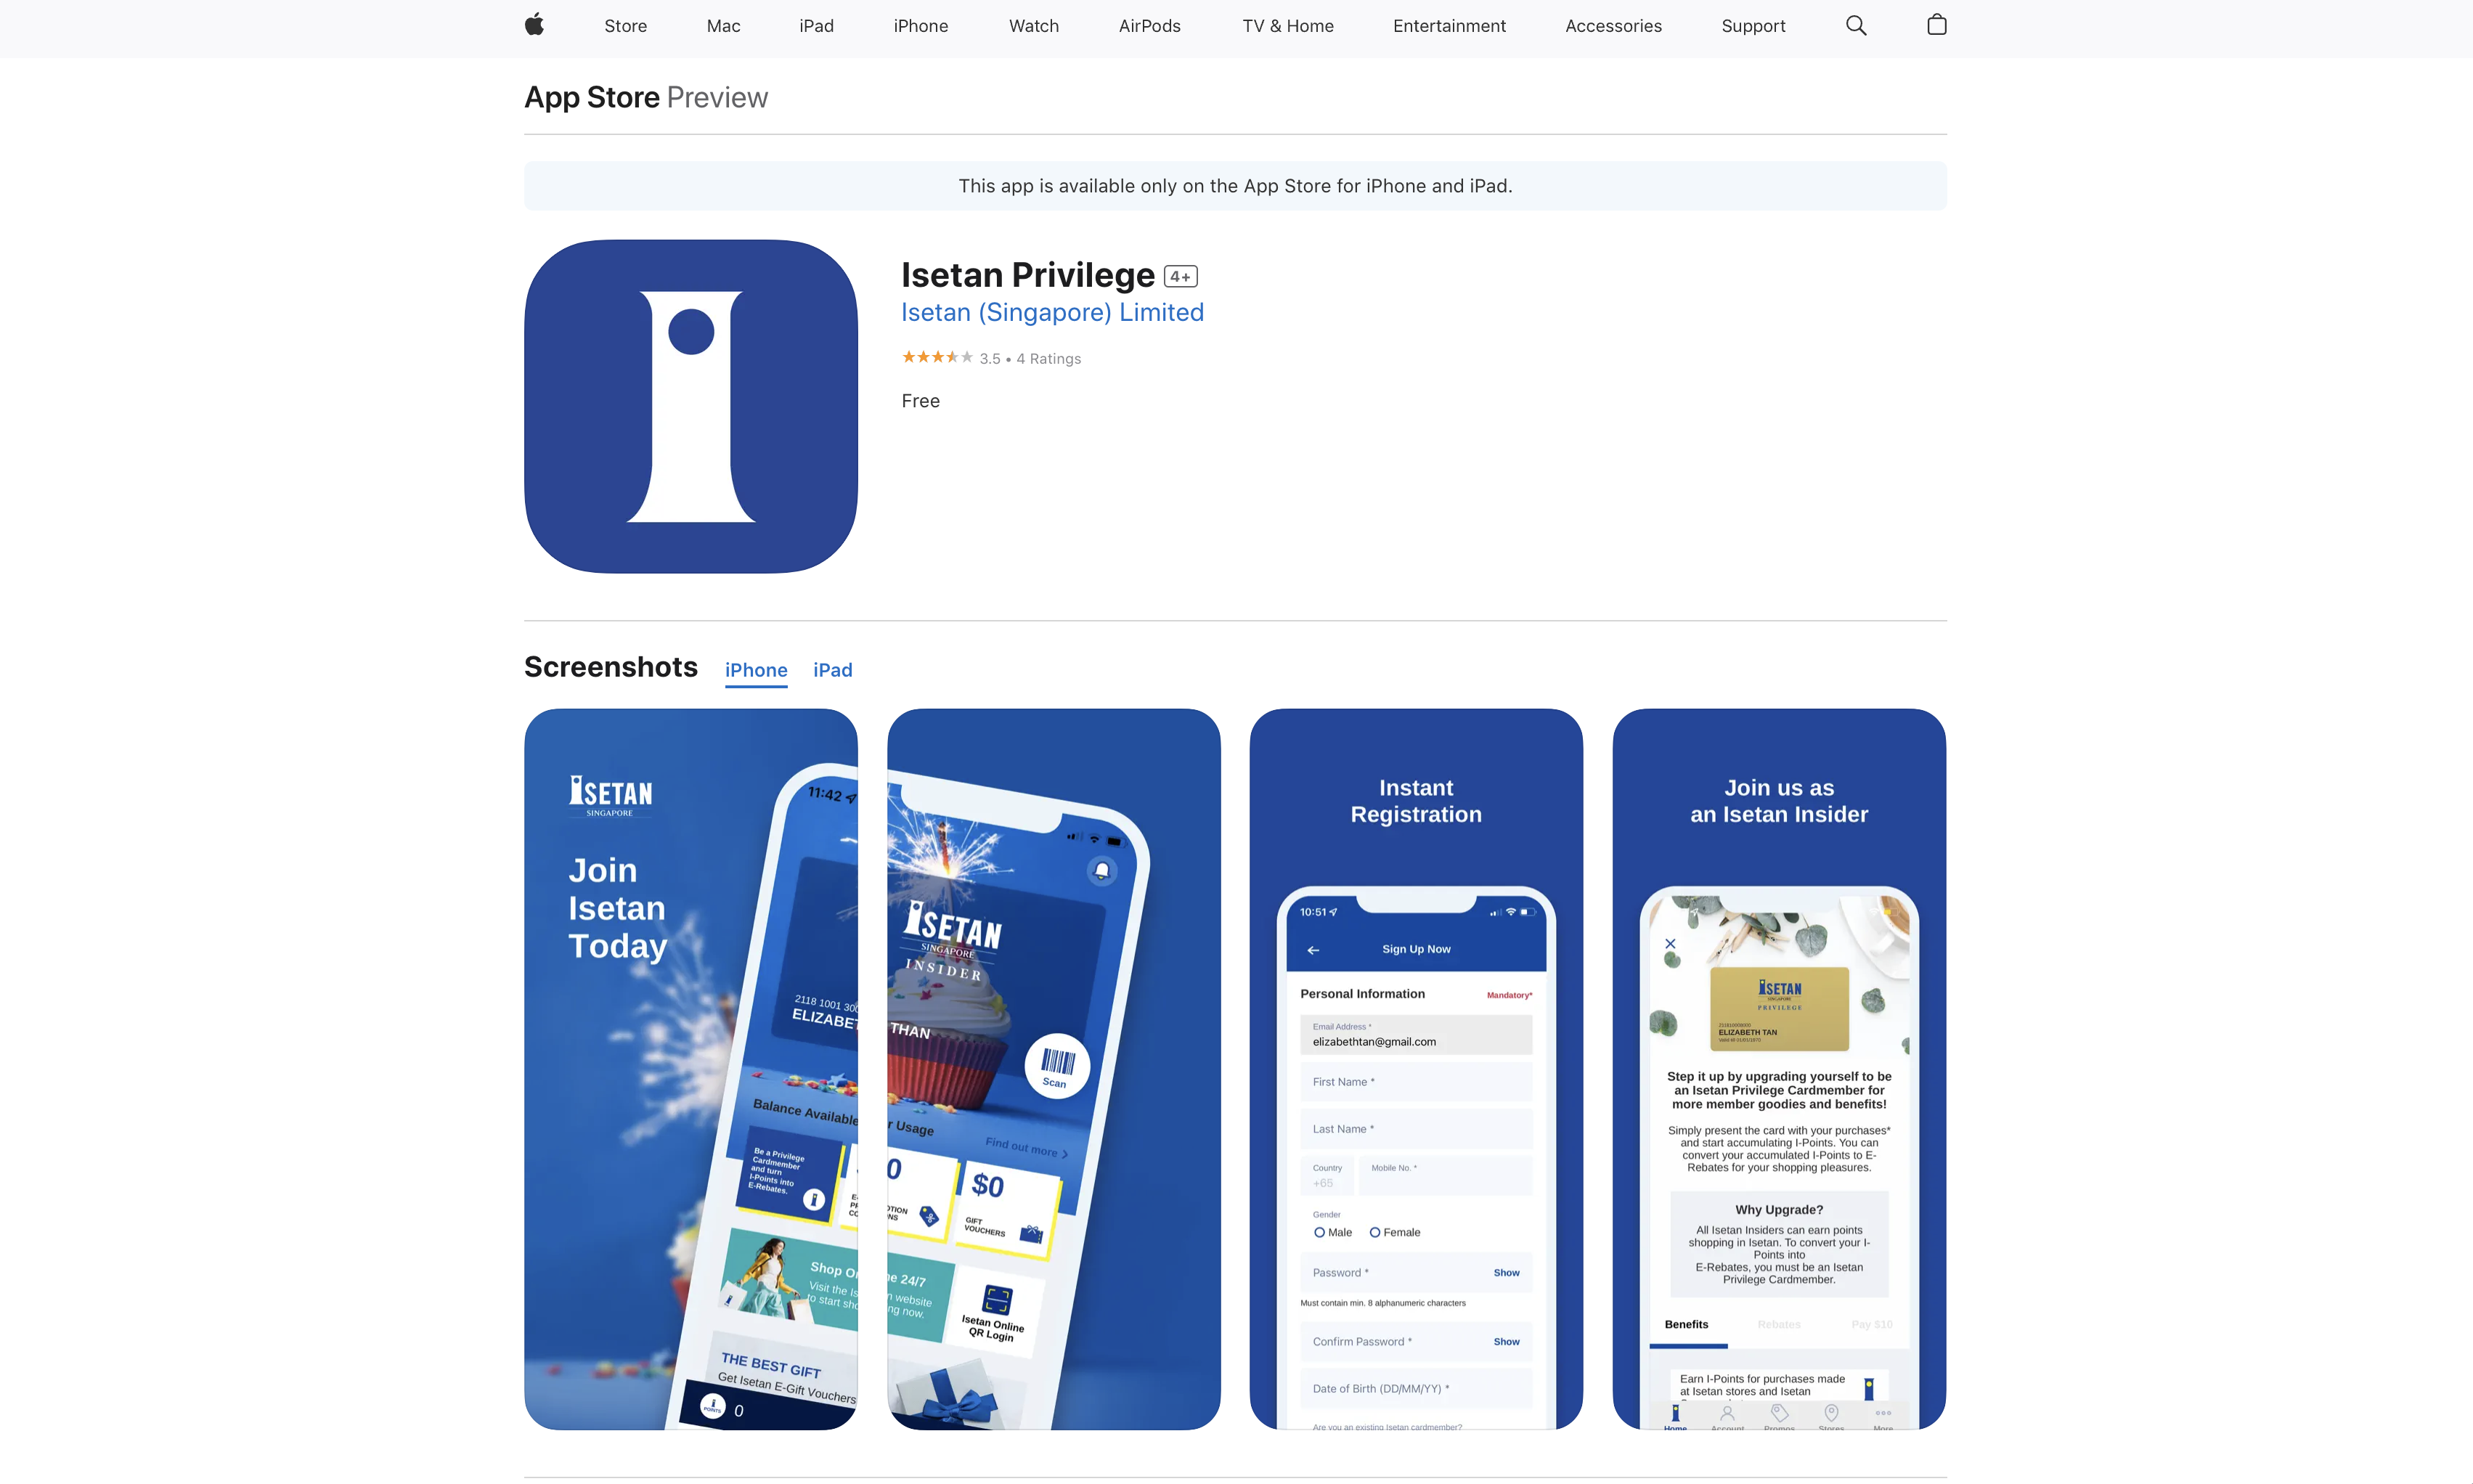 Store Mac iPad iPhone Watch AirPods TV & Home Entertainment Accessories Support
App Store Preview
This app is available only on the App Store for iPhone and iPad.
Isetan Privilege 4+
Isetan (Singapore) Limited
3.5 • 4 Ratings
Free
Screenshots iPhone iPad
ISETAN
SINGAPORE
Join
Isetan
Today
11:42
2118 1001 300
ELIZABET
Balance Available
Be a Privilege
Cardmember
and turn
I-Points into
E-Rebates.
Shop On
Visit the Is
to start sho
THE BEST GIFT
Get Isetan E-Gift Vouchers
POINTS 0
ISETAN
SINGAPORE
INSIDER
THAN
Scan
r Usage
Find out more
0
$0
GIFT
VOUCHERS
ne 24/7
n website
ng now.
Isetan Online
QR Login
Instant
Registration
10:51
Sign Up Now
Personal Information Mandatory*
Email Address *
elizabethtan@gmail.com
First Name *
Last Name *
Country Mobile No. *
+65
Gender
Male Female
Password * Show
Must contain min. 8 alphanumeric characters
Confirm Password * Show
Date of Birth (DD/MM/YY) *
Are you an existing Isetan cardmember?
Join us as
an Isetan Insider
ISETAN
SINGAPORE
PRIVILEGE
ELIZABETH TAN
Step it up by upgrading yourself to be
an Isetan Privilege Cardmember for
more member goodies and benefits!
Simply present the card with your purchases*
and start accumulating I-Points. You can
convert your accumulated I-Points to E-
Rebates for your shopping pleasures.
Why Upgrade?
All Isetan Insiders can earn points
shopping in Isetan. To convert your I-
Points into
E-Rebates, you must be an Isetan
Privilege Cardmember.
Benefits Rebates Pay $10
Earn I-Points for purchases made
at Isetan stores and Isetan
Home Account Promos Stores More